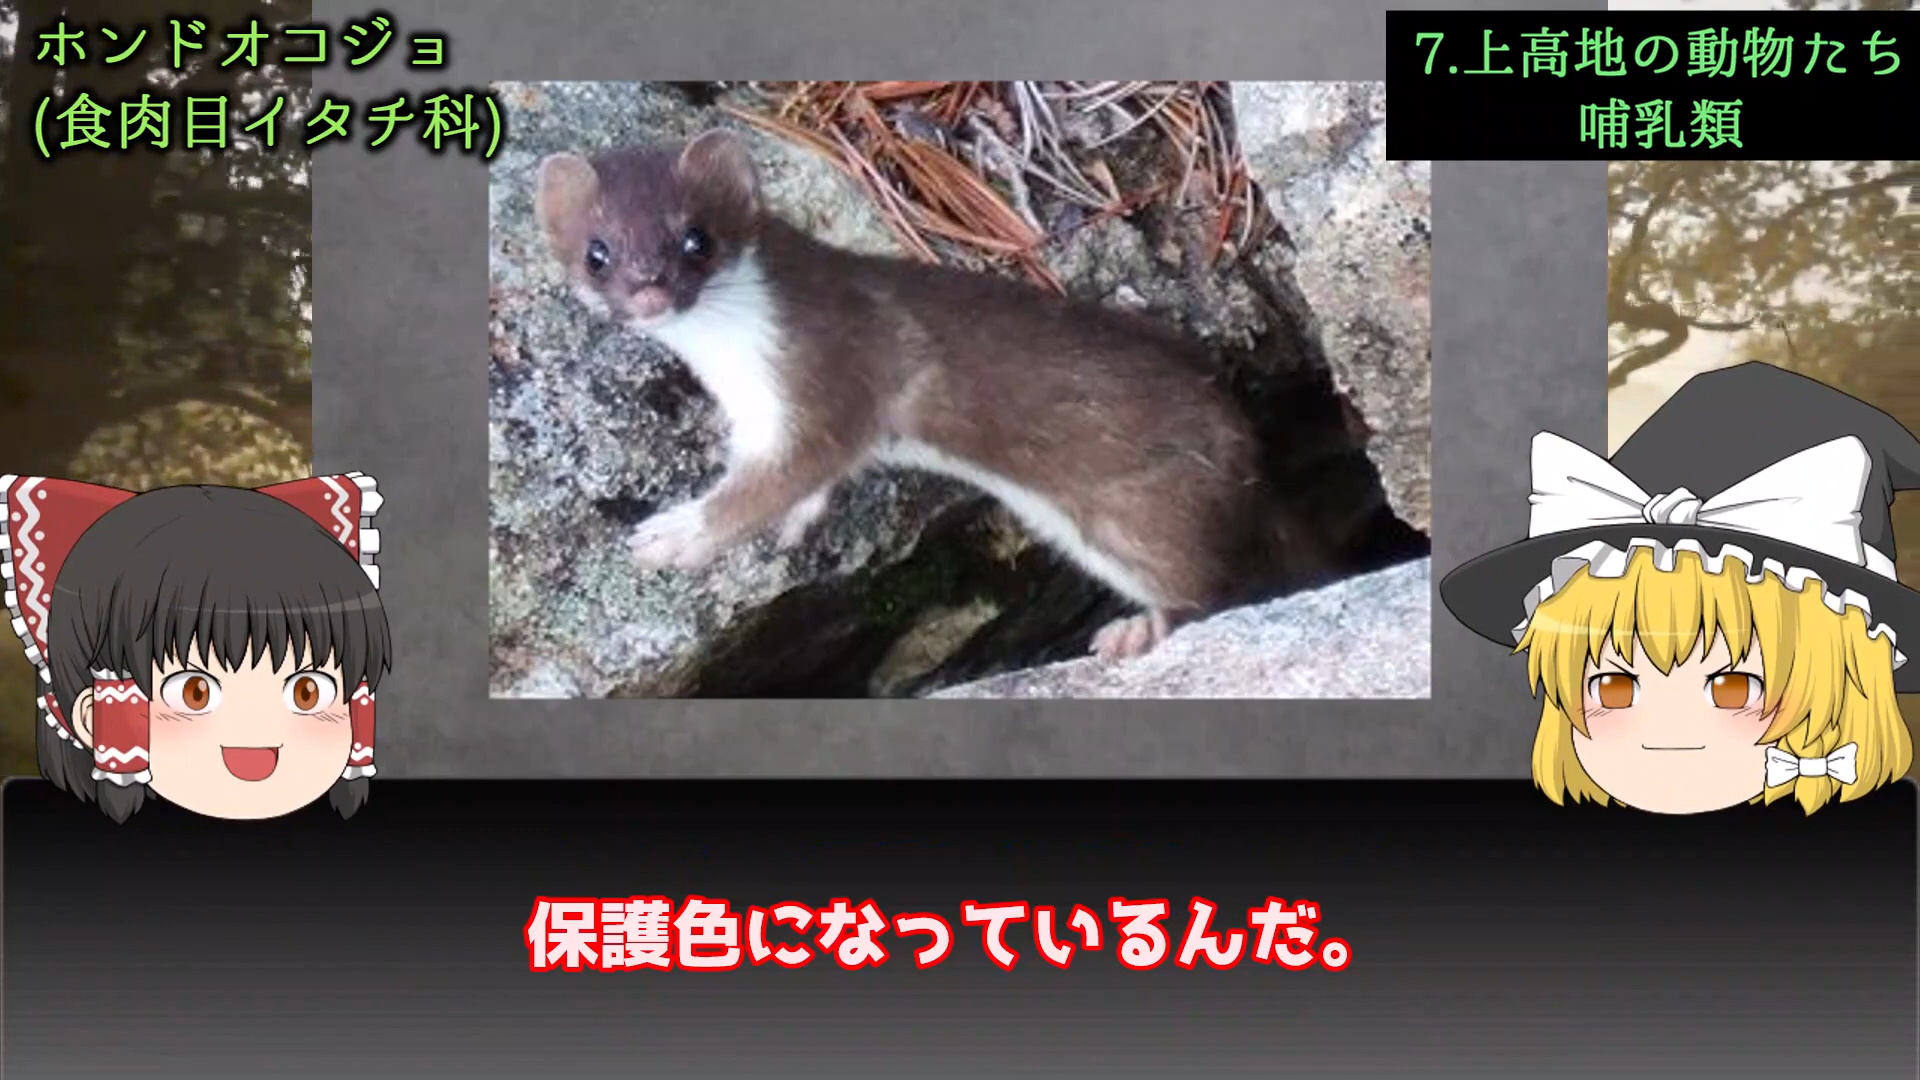 ホンドオコジョ
(食肉目イタチ科)
7.上高地の動物たち
哺乳類
保護色になっているんだ。